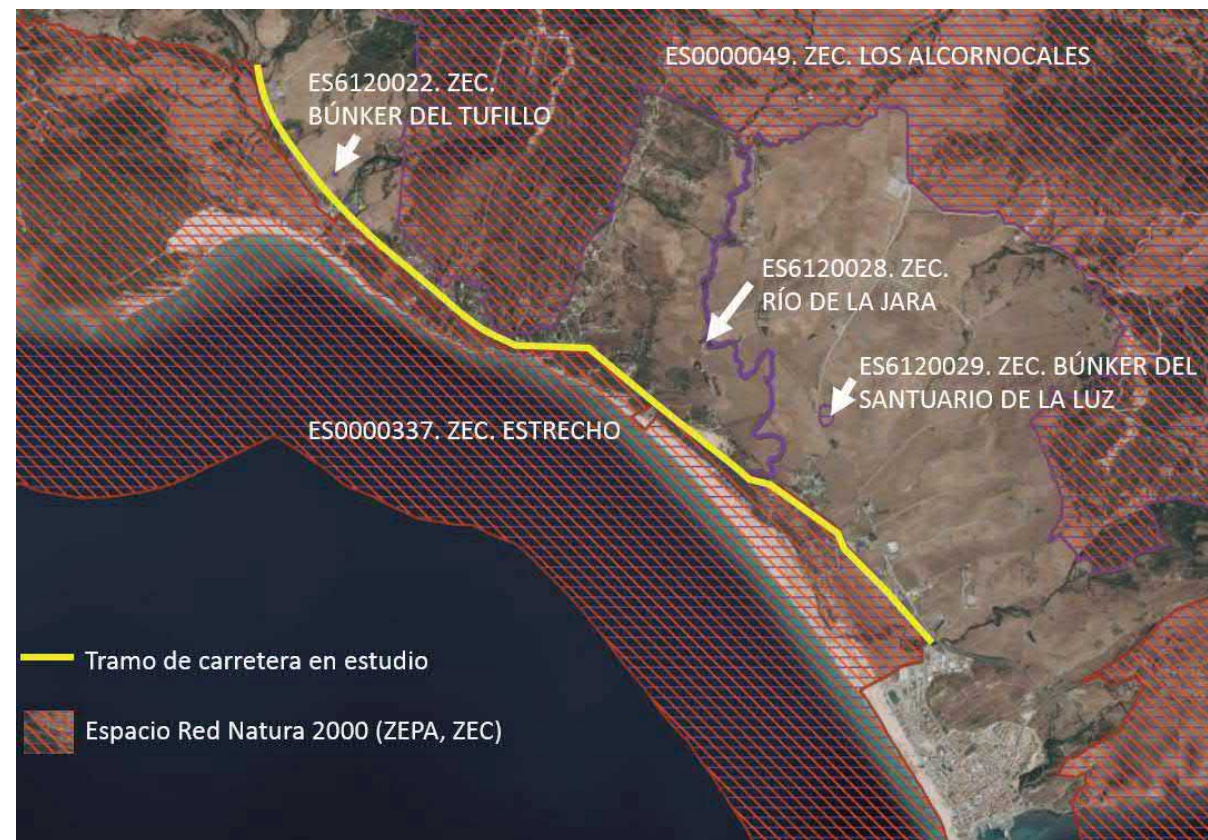 ES0000049. ZEC. LOS ALCORNOCALES
ES6120022. ZEC.
BÚNKER DEL TUFILLO
ES6120028. ZEC.
RÍO DE LA JARA
ES6120029. ZEC. BÚNKER DEL
SANTUARIO DE LA LUZ
ES0000337. ZEC. ESTRECHO
Tramo de carretera en estudio
Espacio Red Natura 2000 (ZEPA, ZEC)